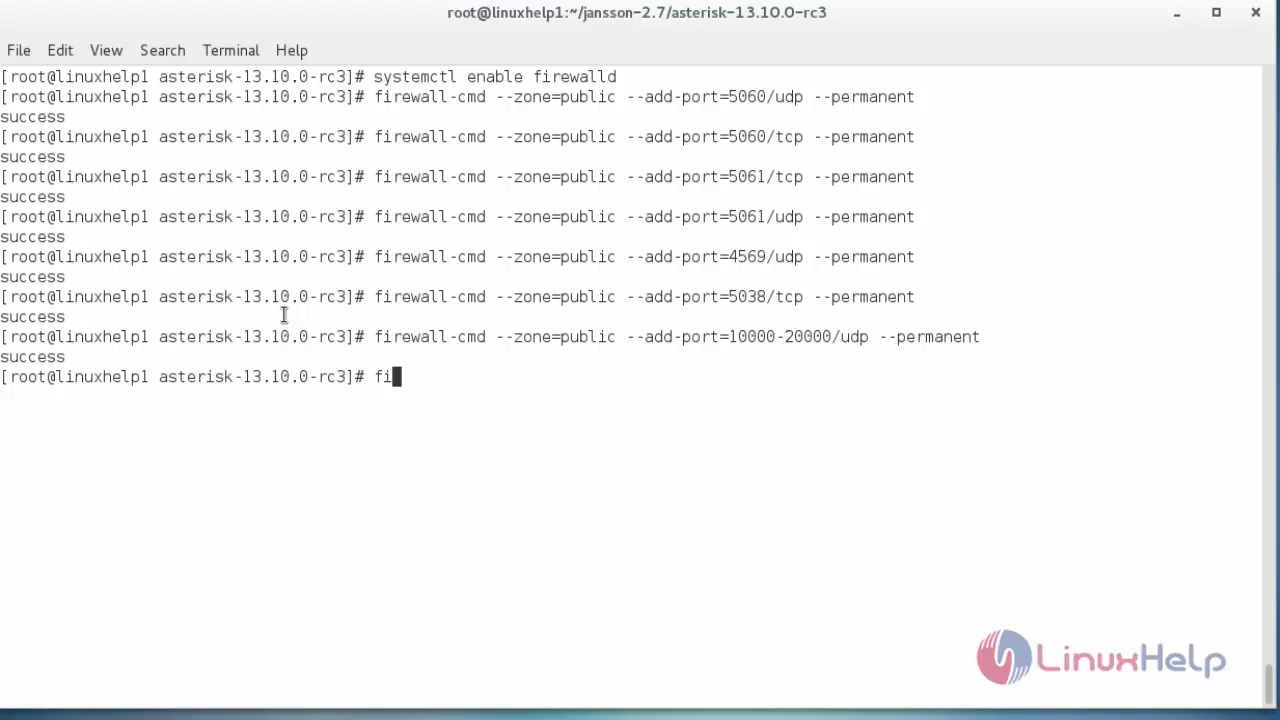 root@linuxhelp1:~/jansson-2.7/asterisk-13.10.0-rc3
File Edit View Search Terminal Help
[root@linuxhelp1 asterisk-13.10.0-rc3]# systemctl enable firewalld
[root@linuxhelp1 asterisk-13.10.0-rc3]# firewall-cmd --zone=public --add-port=5060/udp --permanent
success
[root@linuxhelp1 asterisk-13.10.0-rc3]# firewall-cmd --zone=public --add-port=5060/tcp --permanent
success
[root@linuxhelp1 asterisk-13.10.0-rc3]# firewall-cmd --zone=public --add-port=5061/tcp --permanent
success
[root@linuxhelp1 asterisk-13.10.0-rc3]# firewall-cmd --zone=public --add-port=5061/udp --permanent
success
[root@linuxhelp1 asterisk-13.10.0-rc3]# firewall-cmd --zone=public --add-port=4569/udp --permanent
success
[root@linuxhelp1 asterisk-13.10.0-rc3]# firewall-cmd --zone=public --add-port=5038/tcp --permanent
success
[root@linuxhelp1 asterisk-13.10.0-rc3]# firewall-cmd --zone=public --add-port=10000-20000/udp --permanent
success
[root@linuxhelp1 asterisk-13.10.0-rc3]# fi
LinuxHelp